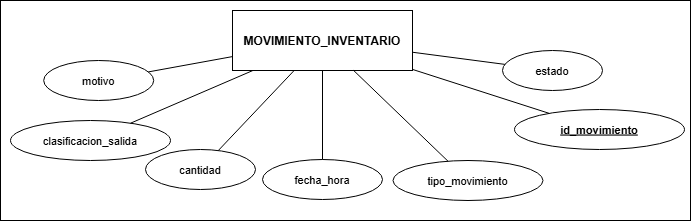 MOVIMIENTO_INVENTARIO
motivo
estado
clasificacion_salida
id_movimiento
cantidad
fecha_hora
tipo_movimiento